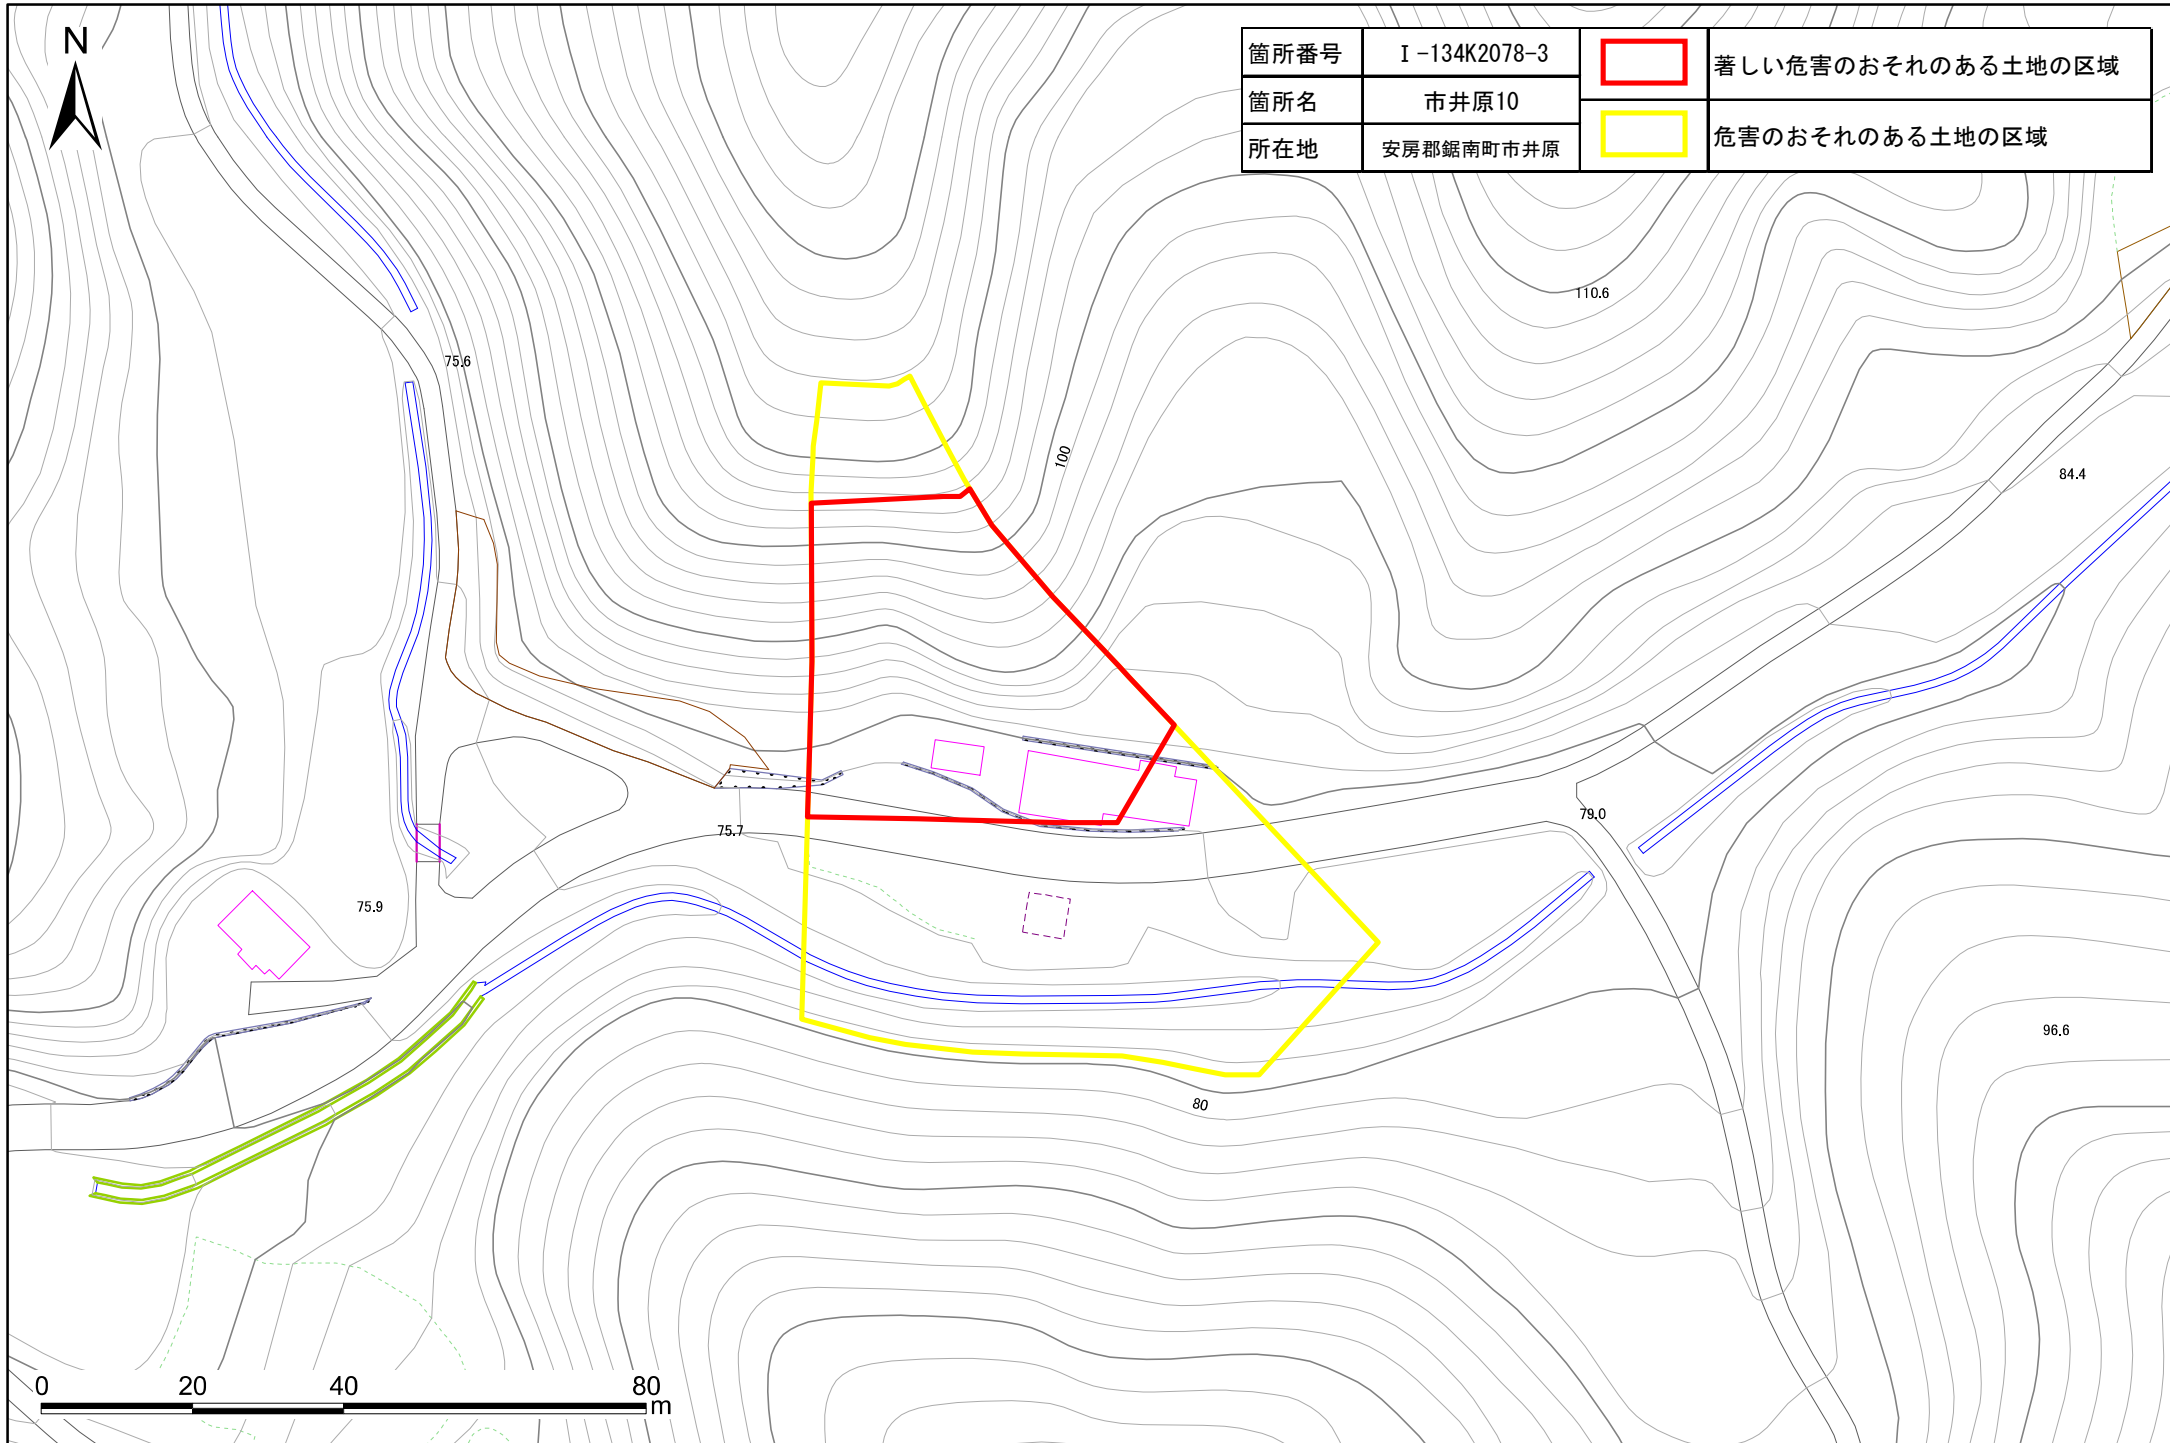 N
箇所番号 Ⅰ-134K2078-3
箇所名 市井原10
所在地 安房郡鋸南町市井原
著しい危害のおそれのある土地の区域
危害のおそれのある土地の区域
110.6
75.6
100
84.4
79.0
75.7
75.9
96.6
80
0 20 40 80
m